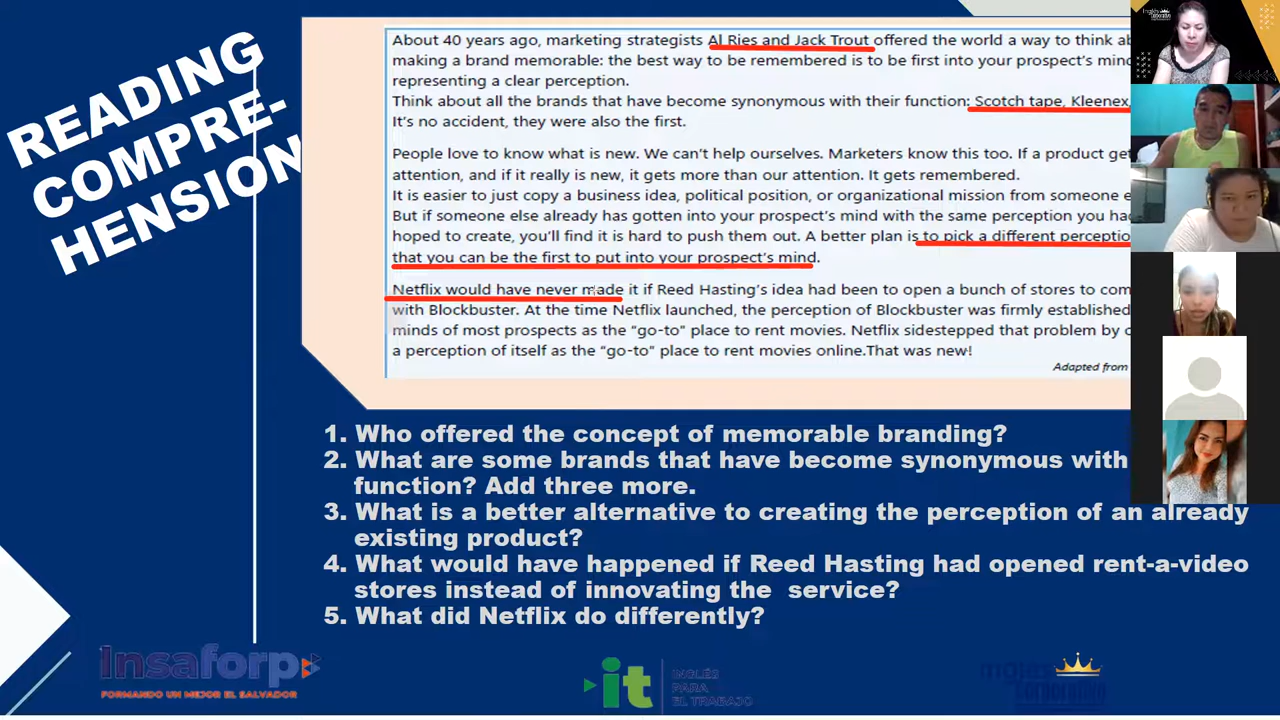 READING
COMPRE-
HENSION
About 40 years ago, marketing strategists Al Ries and Jack Trout offered the world a way to think
making a brand memorable: the best way to be remembered is to be first into your prospect's
representing a clear perception.
Think about all the brands that have become synonymous with their function: Scotch tape, Kleenex,
It's no accident, they were also the first.
People love to know what is new. We can't help ourselves. Marketers know this too. If a product
attention, and if it really is new, it gets more than our attention. It gets remembered.
It is easier to just copy a business idea, political position, or organizational mission from someone
But if someone else already has gotten into your prospect's mind with the same perception you
hoped to create, you'll find it is hard to push them out. A better plan is to pick a different
that you can be the first to put into your prospect's mind.
Netflix would have never made it if Reed Hasting's idea had been to open a bunch of stores to
with Blockbuster. At the time Netflix launched, the perception of Blockbuster was firmly established
minds of most prospects as the "go-to" place to rent movies. Netflix sidestepped that problem by
a perception of itself as the "go-to" place to rent movies online.That was new!
Adapted from
1. Who offered the concept of memorable branding?
2. What are some brands that have become synonymous with
function? Add three more.
3. What is a better alternative to creating the perception of an already
existing product?
4. What would have happened if Reed Hasting had opened rent-a-video
stores instead of innovating the service?
5. What did Netflix do differently?
Insaforp
FORMANDO UN MEJOR EL SALVADOR
it
INGLÉS
PARA
EL TRABAJO